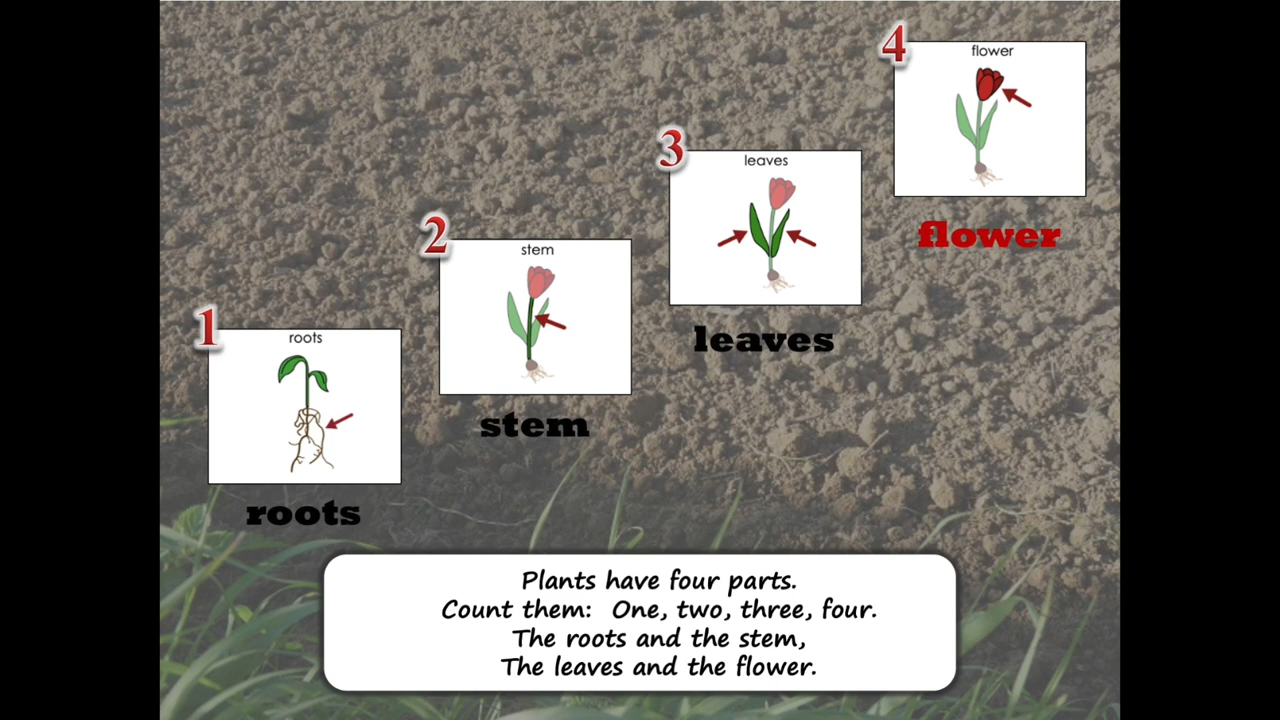 1
roots
roots
2
stem
stem
3
leaves
leaves
4
flower
flower
Plants have four parts.
Count them: One, two, three, four.
The roots and the stem,
The leaves and the flower.